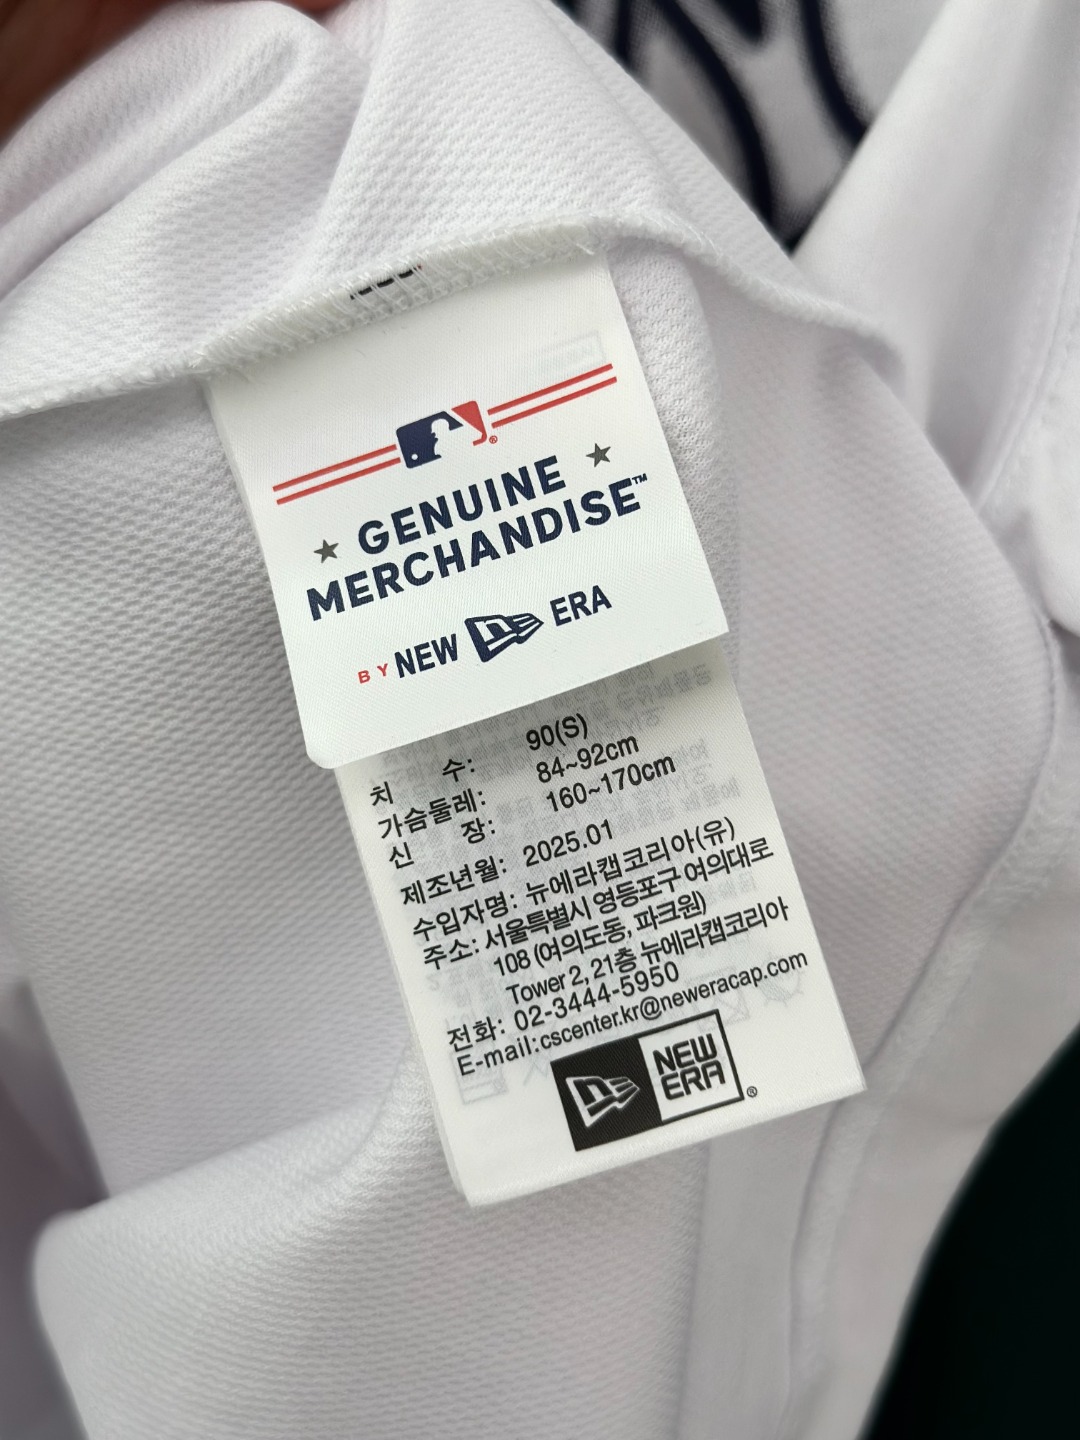 GENUINE
MERCHANDISE™
BY NEW ERA
치 수: 90(S)
가슴둘레: 84~92cm
신 장: 160~170cm
제조년월: 2025.01
수입자명: 뉴에라캡코리아(유)
주소: 서울특별시 영등포구 여의대로
108 (여의도동, 파크원)
Tower 2, 21층 뉴에라캡코리아
전화: 02-3444-5950
E-mail:cscenter.kr@neweracap.com
NEW
ERA®